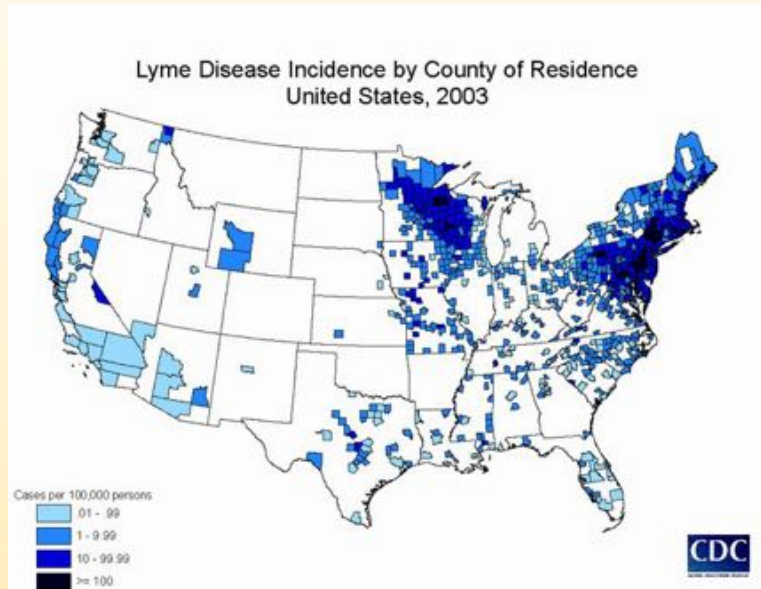 Lyme Disease Incidence by County of Residence
United States, 2003
Cases per 100,000 persons
.01 - .99
1 - 9.99
10 - 99.99
>= 100
CDC